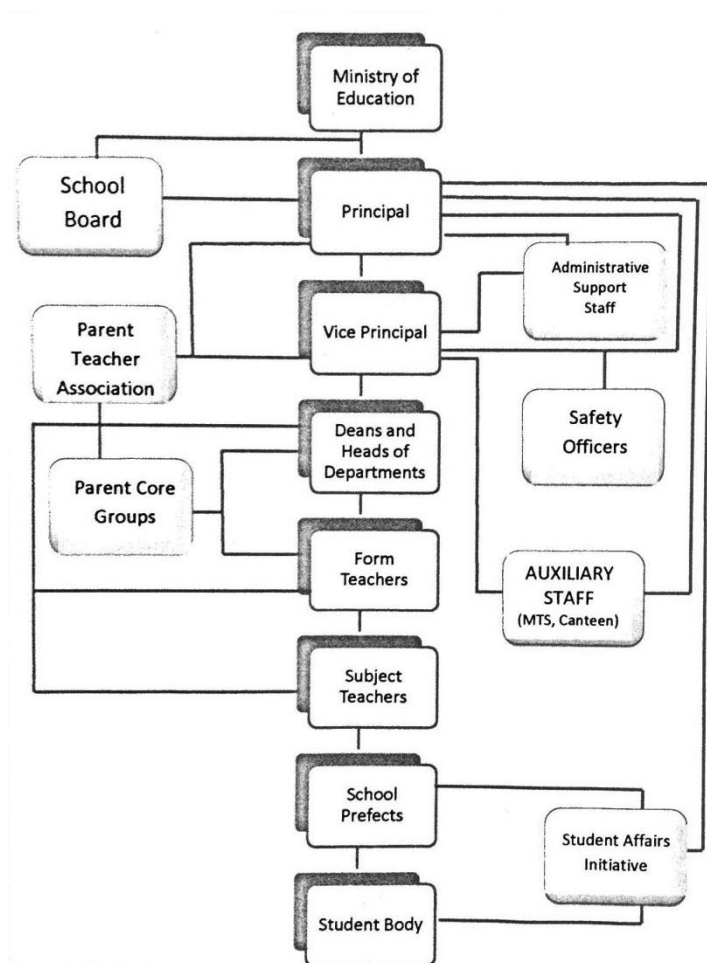 Ministry of
Education
School
Board
Principal
Administrative
Support
Staff
Vice Principal
Parent
Teacher
Association
Safety
Officers
Deans and
Heads of
Departments
Parent Core
Groups
Form
Teachers
AUXILIARY
STAFF
(MTS, Canteen)
Subject
Teachers
School
Prefects
Student Affairs
Initiative
Student Body